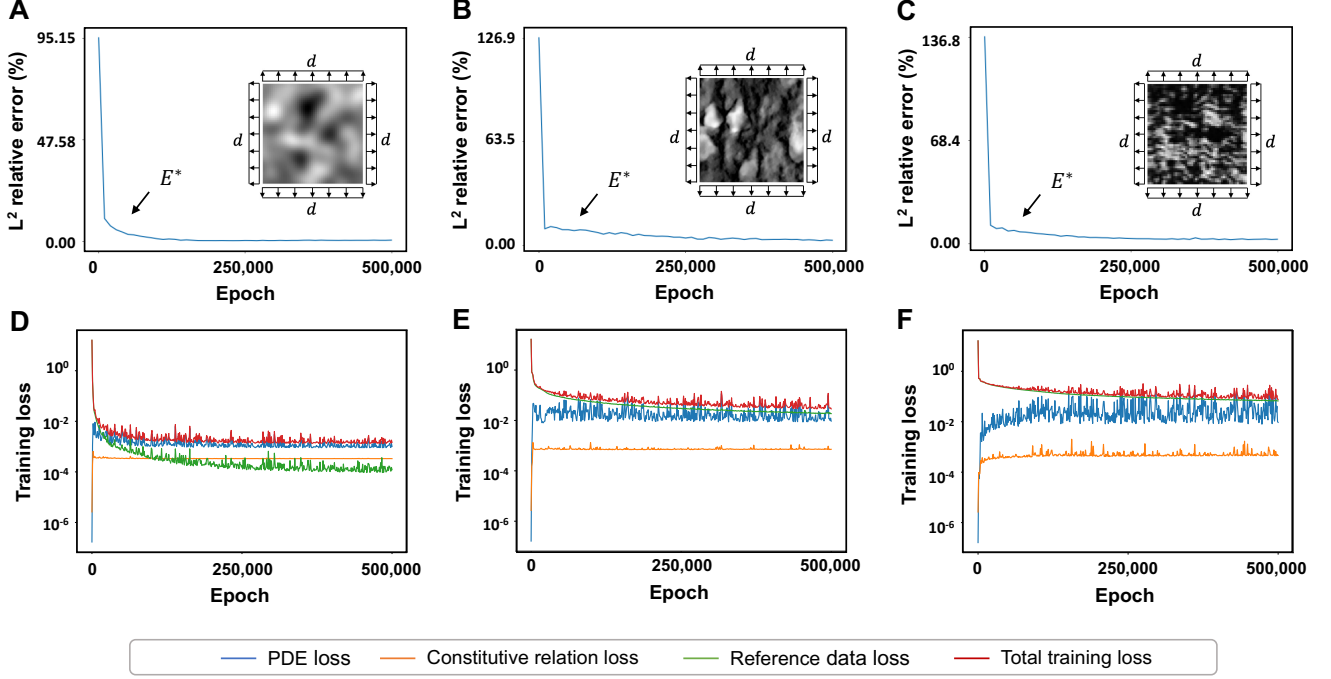 A
L² relative error (%)
95.15
47.58
0.00
0
250,000
500,000
Epoch
E*
d
d
d
d
B
L² relative error (%)
126.9
63.5
0.00
0
250,000
500,000
Epoch
E*
d
d
d
d
C
L² relative error (%)
136.8
68.4
0.00
0
250,000
500,000
Epoch
E*
d
d
d
d
D
Training loss
10⁰
10⁻²
10⁻⁴
10⁻⁶
0
250,000
500,000
Epoch
E
Training loss
10⁰
10⁻²
10⁻⁴
10⁻⁶
0
250,000
500,000
Epoch
F
Training loss
10⁰
10⁻²
10⁻⁴
10⁻⁶
0
250,000
500,000
Epoch
PDE loss
Constitutive relation loss
Reference data loss
Total training loss